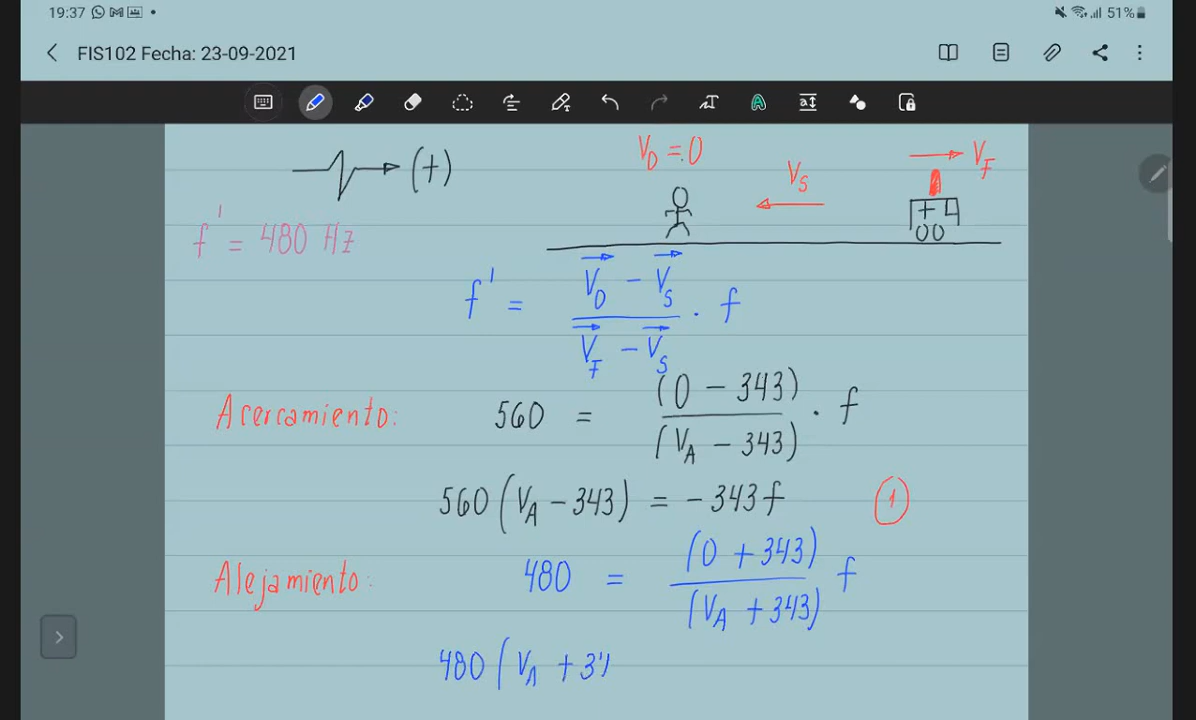 19:37 51%
FIS102 Fecha: 23-09-2021
(+) V_O = 0 V_S V_F
f' = 480 Hz
f' = (V_O - V_S) / (V_F - V_S) · f
Acercamiento: 560 = (0 - 343) / (V_A - 343) · f
560 (V_A - 343) = - 343 f (1)
Alejamiento: 480 = (0 + 343) / (V_A + 343) f
480 (V_A + 3